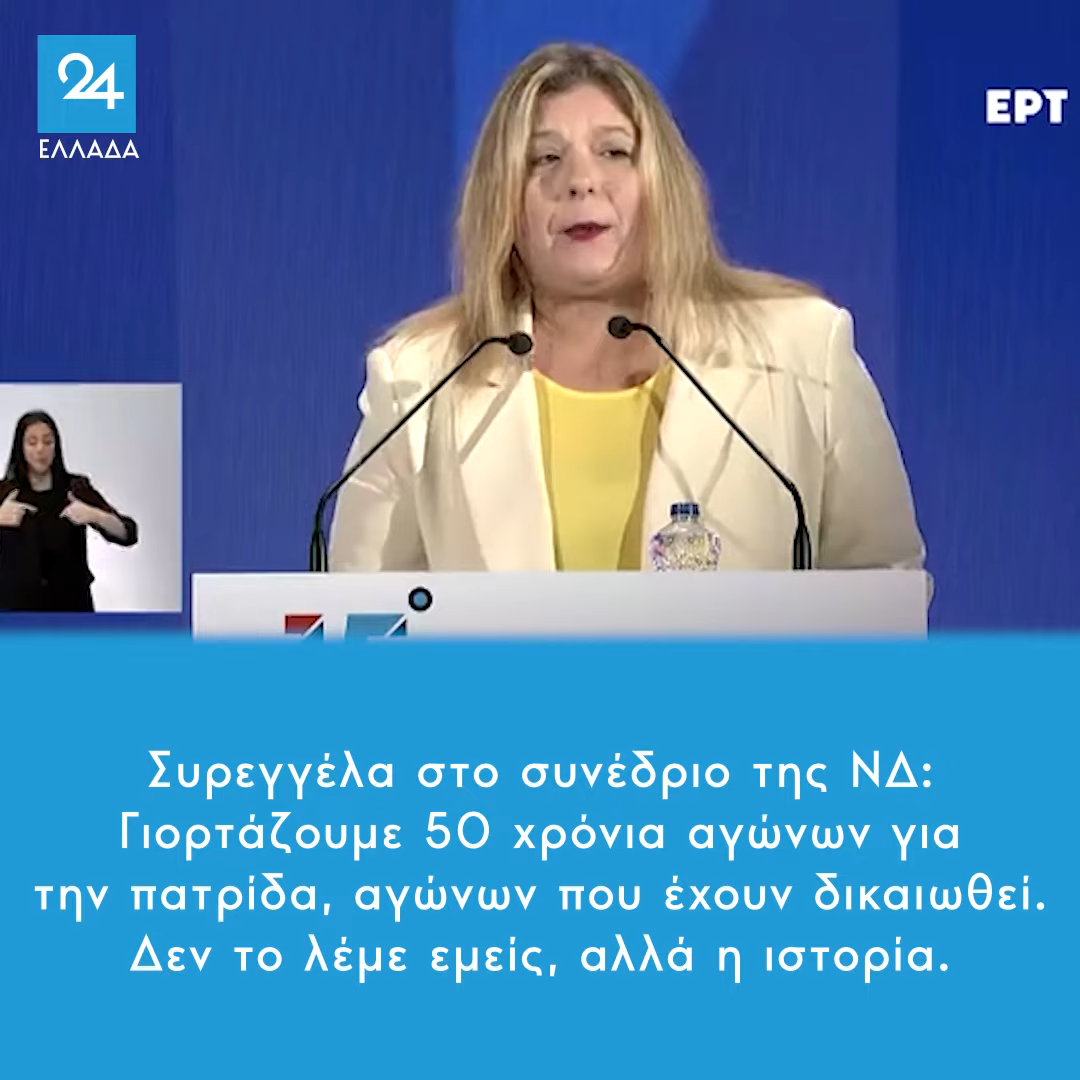 24
ΕΛΛΑΔΑ
ΕΡΤ
Συρεγγέλα στο συνέδριο της ΝΔ:
Γιορτάζουμε 50 χρόνια αγώνων για
την πατρίδα, αγώνων που έχουν δικαιωθεί.
Δεν το λέμε εμείς, αλλά η ιστορία.